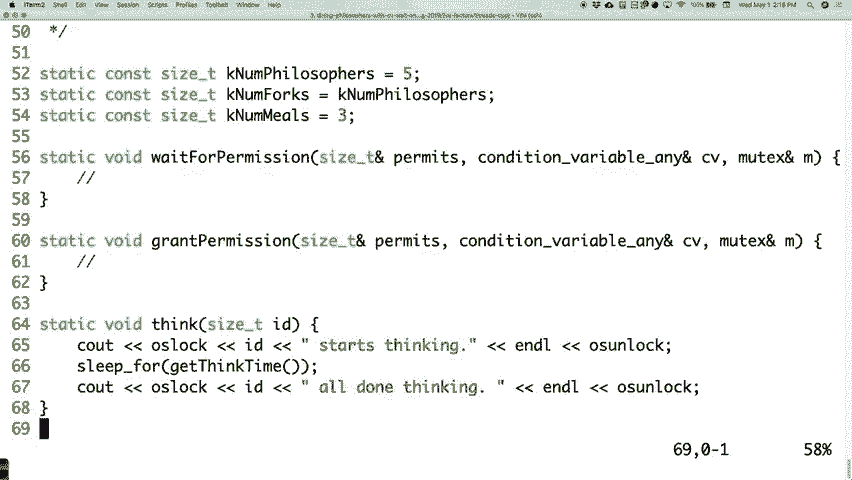 iTerm2 Shell Edit View Session Scripts Profiles Toolbelt Window Help 100% Wed May 1 2:18 PM
50  */
51
52 static const size_t kNumPhilosophers = 5;
53 static const size_t kNumForks = kNumPhilosophers;
54 static const size_t kNumMeals = 3;
55
56 static void waitForPermission(size_t& permits, condition_variable_any& cv, mutex& m) {
57     //
58 }
59
60 static void grantPermission(size_t& permits, condition_variable_any& cv, mutex& m) {
61     //
62 }
63
64 static void think(size_t id) {
65     cout << oslock << id << " starts thinking." << endl << osunlock;
66     sleep_for(getThinkTime());
67     cout << oslock << id << " all done thinking. " << endl << osunlock;
68 }
69
69,0-1 58%